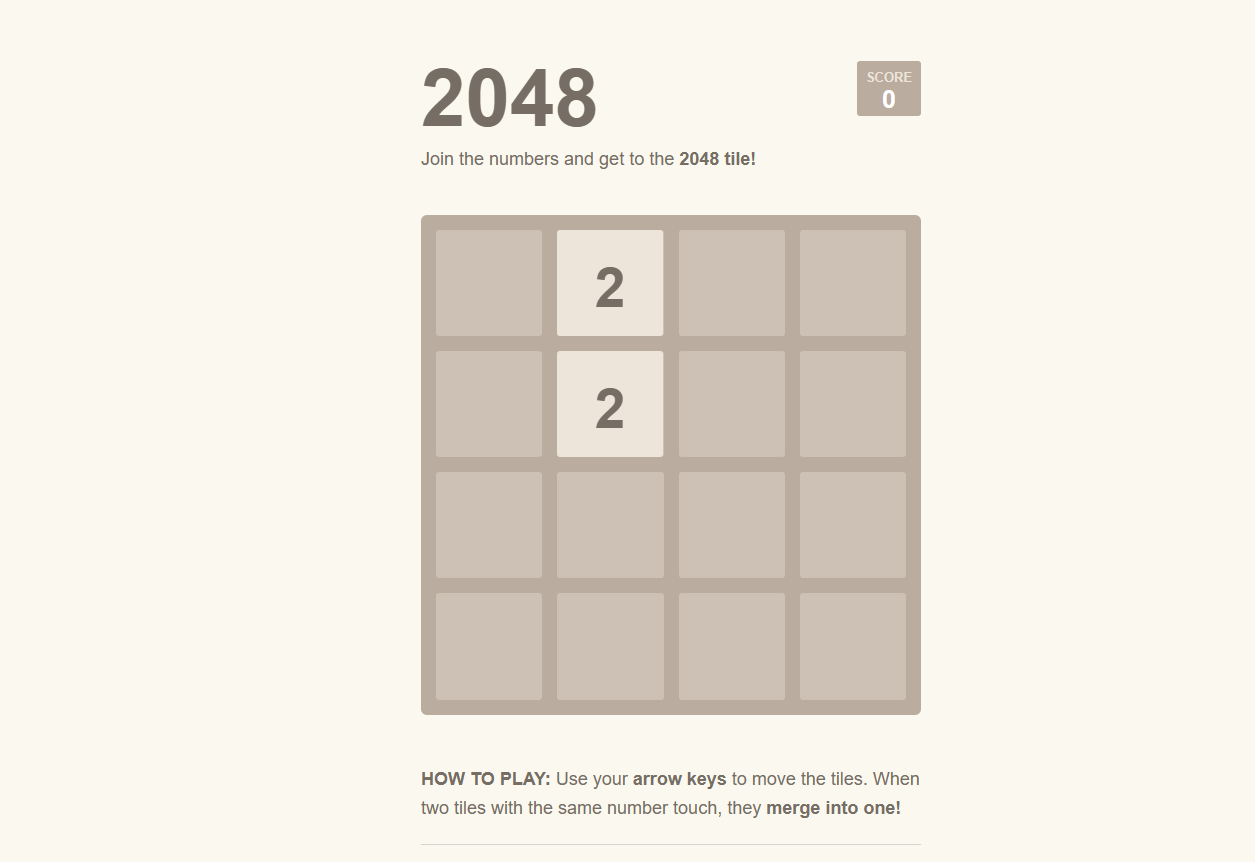 2048
SCORE
0
Join the numbers and get to the 2048 tile!
2
2
HOW TO PLAY: Use your arrow keys to move the tiles. When
two tiles with the same number touch, they merge into one!